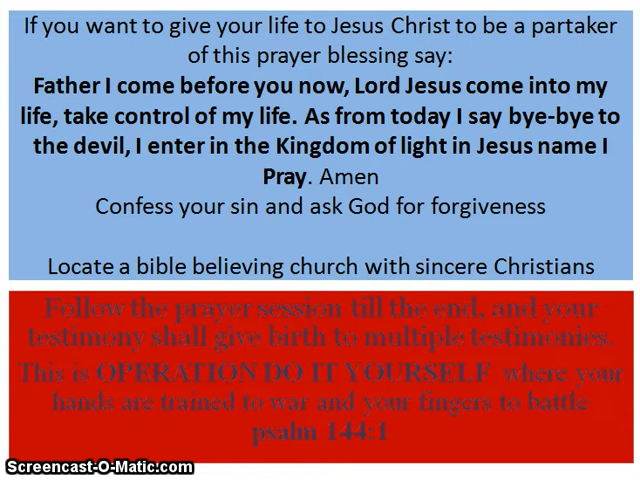 If you want to give your life to Jesus Christ to be a partaker
of this prayer blessing say:
Father I come before you now, Lord Jesus come into my
life, take control of my life. As from today I say bye-bye to
the devil, I enter in the Kingdom of light in Jesus name I
Pray. Amen
Confess your sin and ask God for forgiveness
Locate a bible believing church with sincere Christians
Follow the prayer session till the end, and your
testimony shall give birth to multiple testimonies.
This is OPERATION DO IT YOURSELF where your
hands are trained to war and your fingers to battle
psalm 144:1
Screencast-O-Matic.com